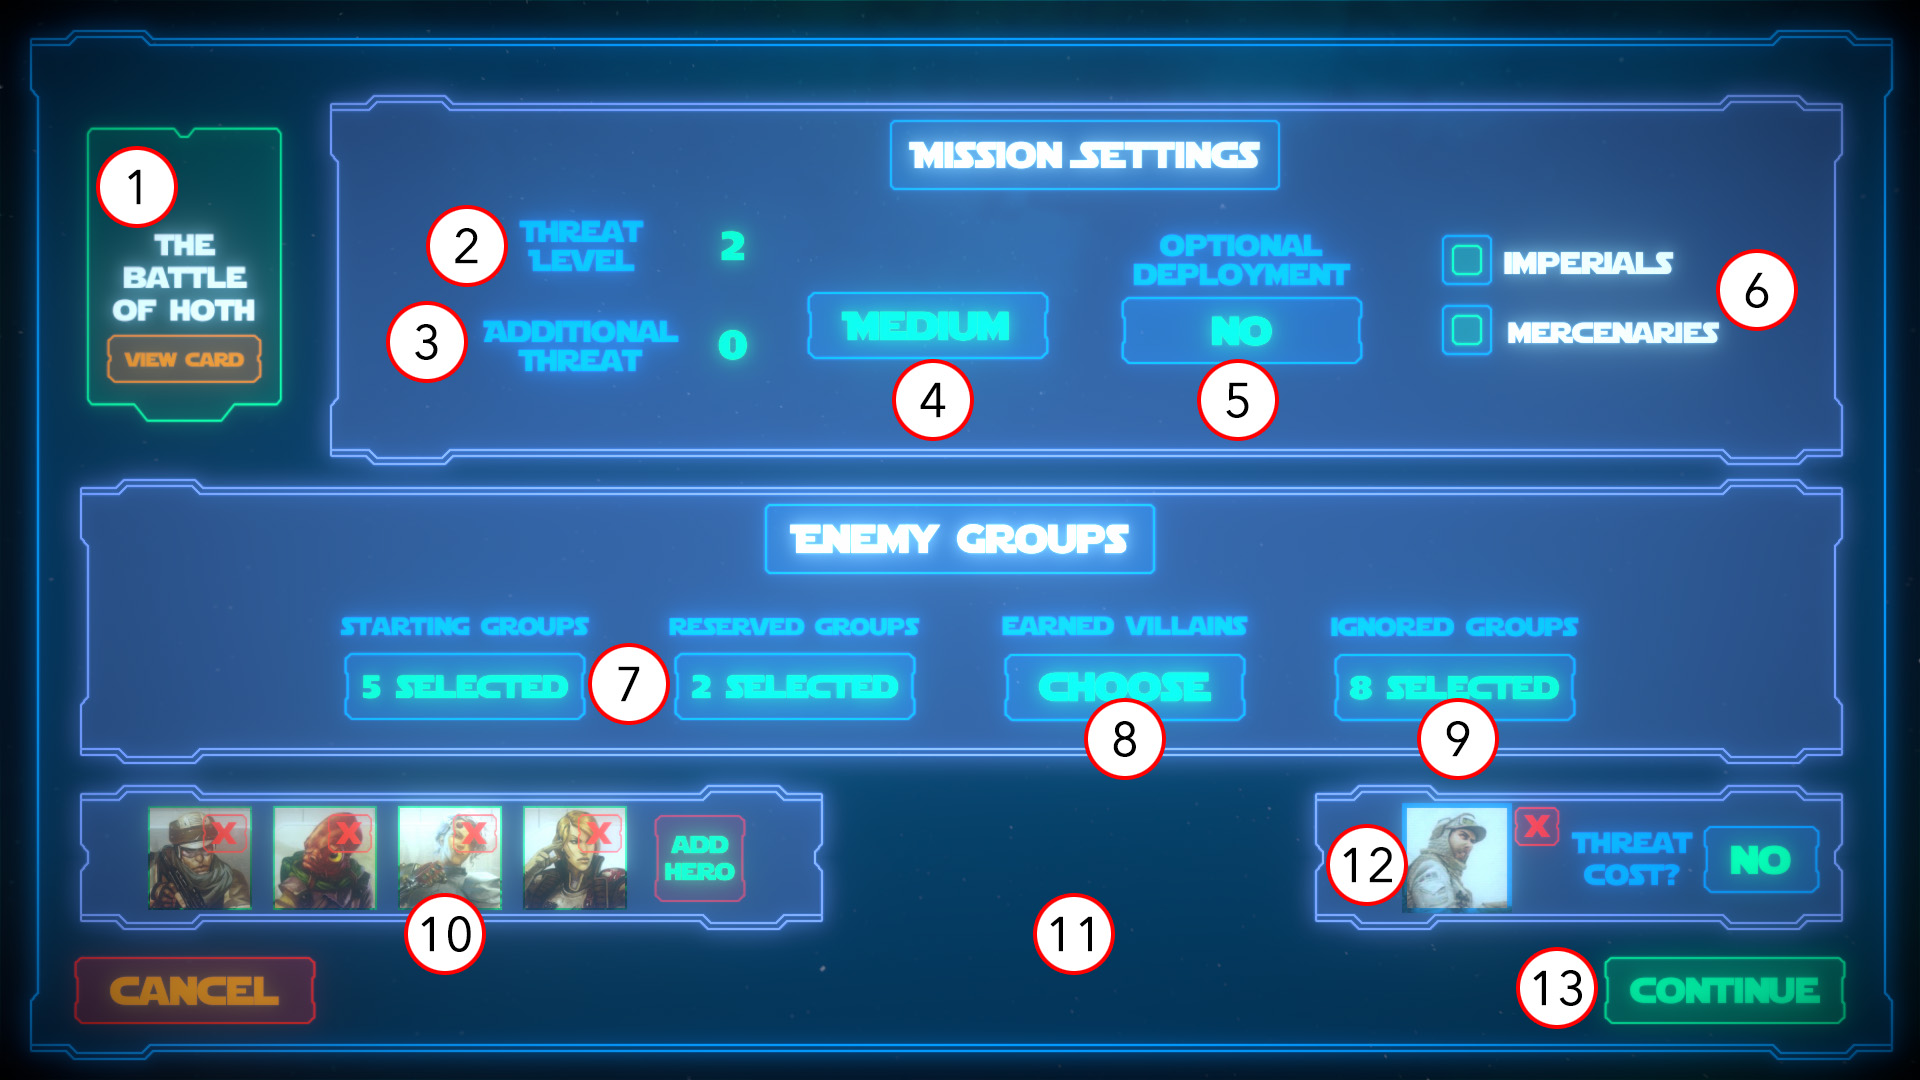 MISSION SETTINGS
1
THE
BATTLE
OF HOTH
VIEW CARD
2
THREAT
LEVEL
2
3
ADDITIONAL
THREAT
0
MEDIUM
4
OPTIONAL
DEPLOYMENT
NO
5
IMPERIALS
MERCENARIES
6
ENEMY GROUPS
STARTING GROUPS
5 SELECTED
7
RESERVED GROUPS
2 SELECTED
EARNED VILLAINS
CHOOSE
8
IGNORED GROUPS
8 SELECTED
9
X
X
X
X
ADD
HERO
10
11
12
X
THREAT
COST?
NO
CANCEL
13
CONTINUE